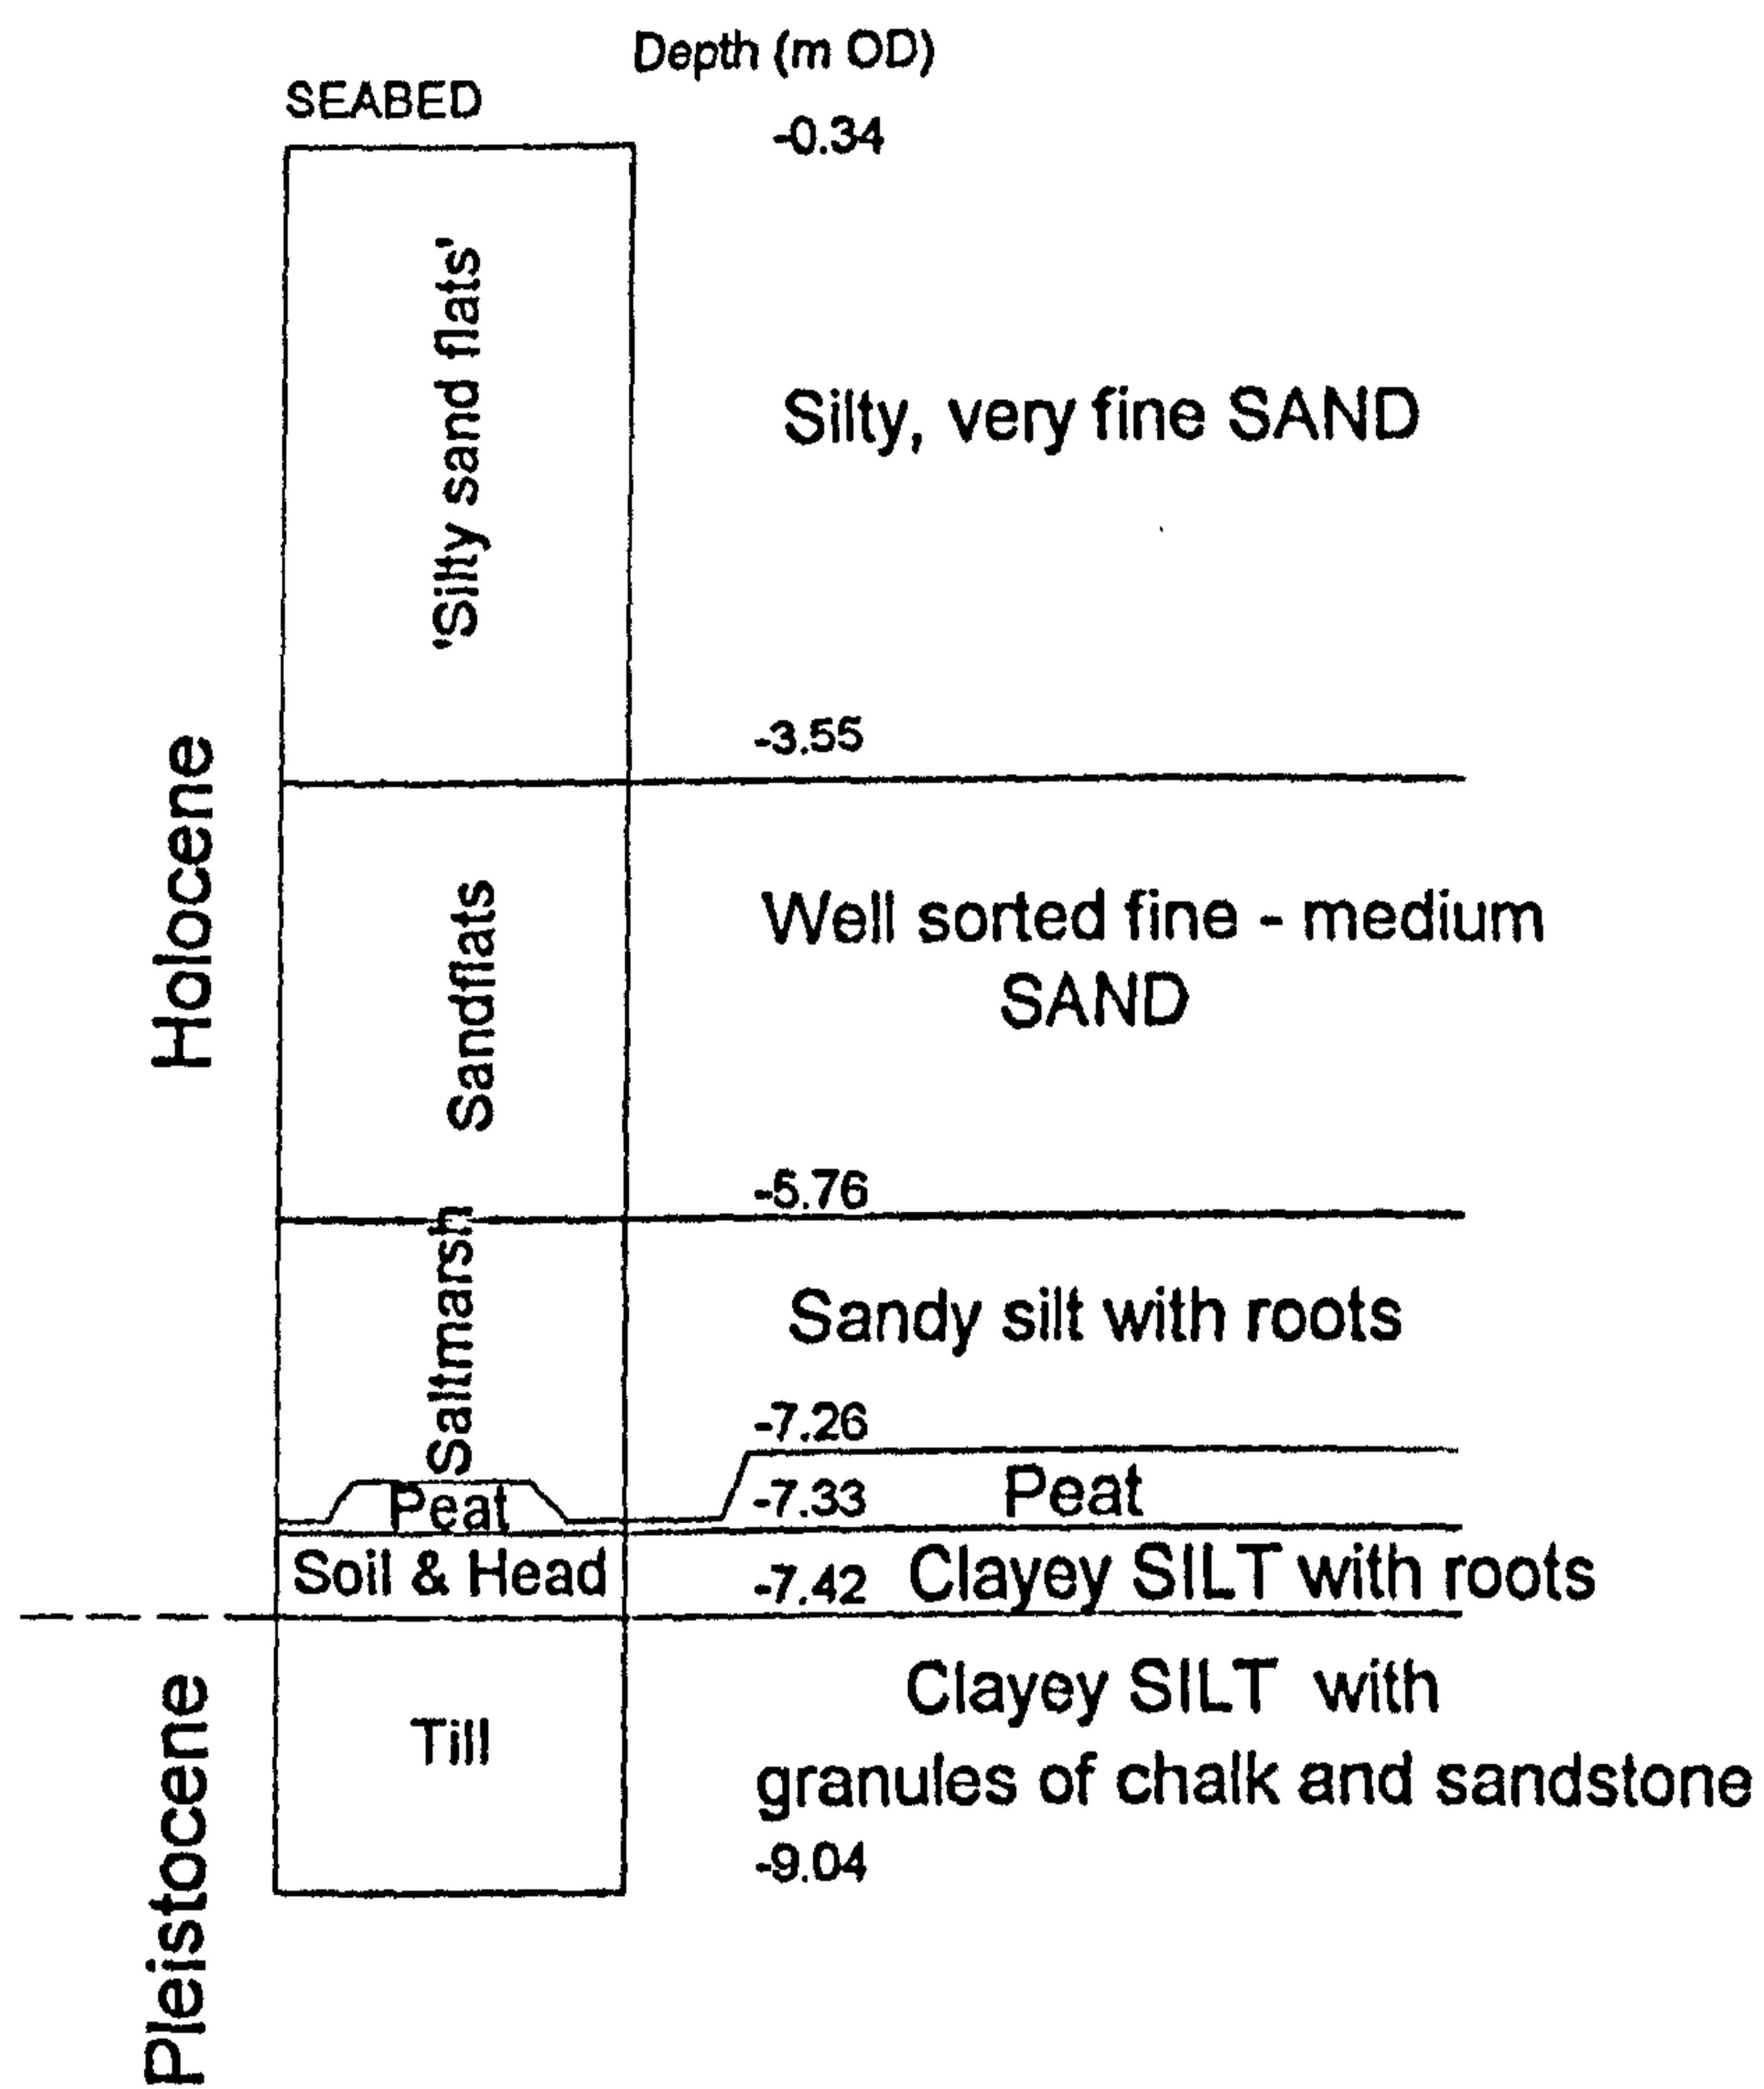 Depth (m OD)
SEABED
-0.34
'Silty sand flats'
Silty, very fine SAND
-3.55
Holocene
Sandflats
Well sorted fine - medium
SAND
-5.76
Saltmarsh
Sandy silt with roots
-7.26
Peat
-7.33
Peat
Soil & Head
-7.42
Clayey SILT with roots
Pleistocene
Till
Clayey SILT with
granules of chalk and sandstone
-9.04